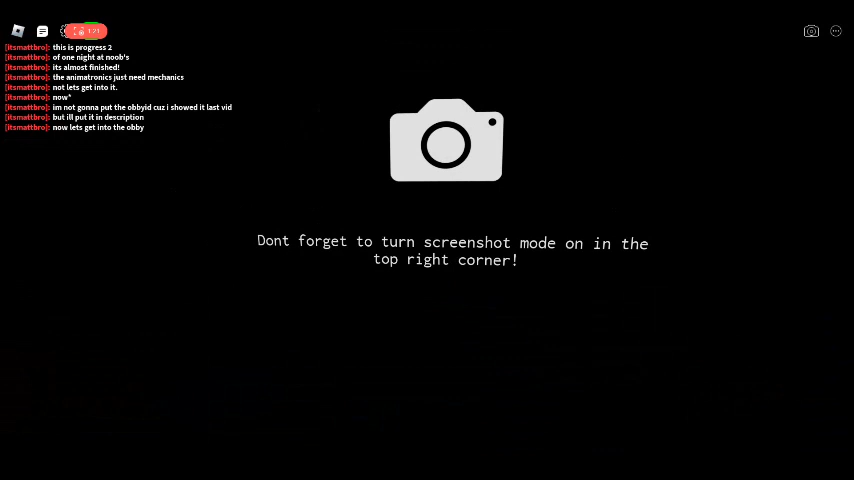 [itsmattbro]: this is progress 2
[itsmattbro]: of one night at noob's
[itsmattbro]: its almost finished!
[itsmattbro]: the animatronics just need mechanics
[itsmattbro]: not lets get into it.
[itsmattbro]: now*
[itsmattbro]: im not gonna put the obbyid cuz i showed it last vid
[itsmattbro]: but ill put it in description
[itsmattbro]: now lets get into the obby
Dont forget to turn screenshot mode on in the
top right corner!